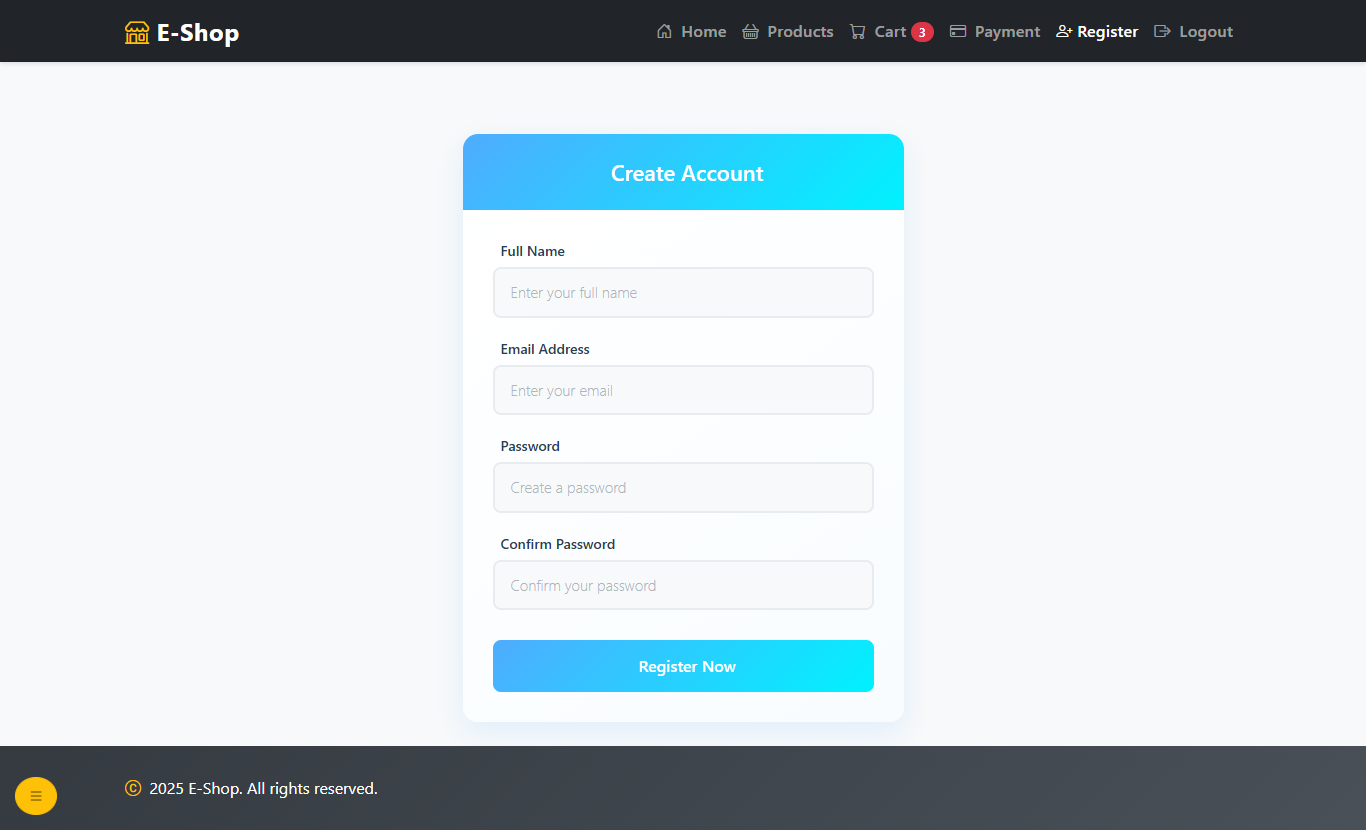 E-Shop
Home Products Cart 3 Payment Register Logout
Create Account
Full Name
Enter your full name
Email Address
Enter your email
Password
Create a password
Confirm Password
Confirm your password
Register Now
© 2025 E-Shop. All rights reserved.